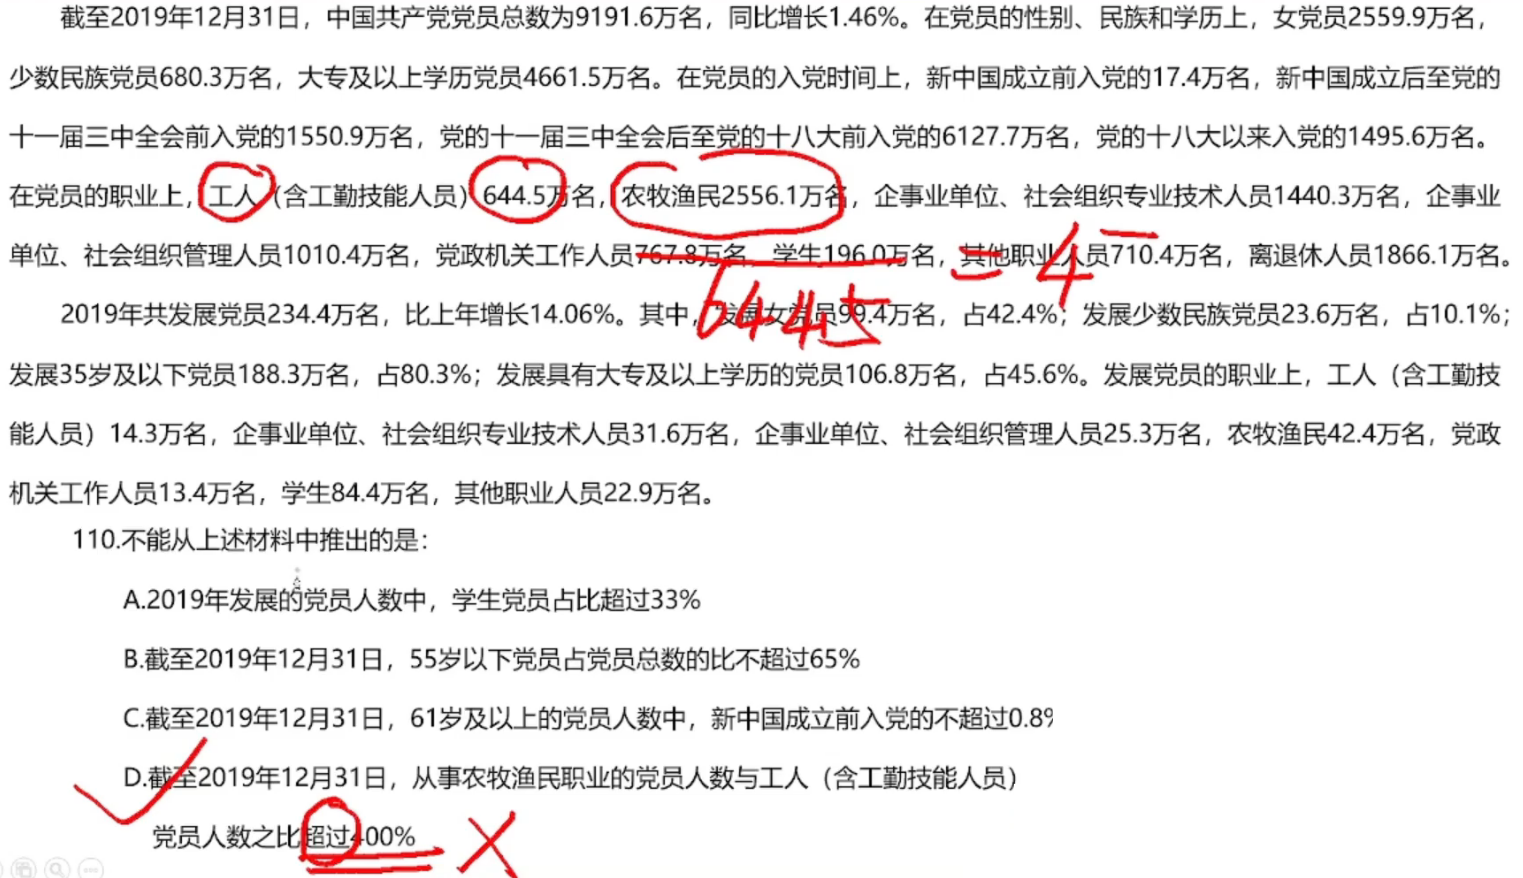 截至2019年12月31日，中国共产党党员总数为9191.6万名，同比增长1.46%。在党员的性别、民族和学历上，女党员2559.9万名，
少数民族党员680.3万名，大专及以上学历党员4661.5万名。在党员的入党时间上，新中国成立前入党的17.4万名，新中国成立后至党的
十一届三中全会前入党的1550.9万名，党的十一届三中全会后至党的十八大前入党的6127.7万名，党的十八大以来入党的1495.6万名。
在党员的职业上，工人（含工勤技能人员）644.5万名，农牧渔民2556.1万名，企事业单位、社会组织专业技术人员1440.3万名，企事业
单位、社会组织管理人员1010.4万名，党政机关工作人员767.8万名，学生196.0万名，其他职业人员710.4万名，离退休人员1866.1万名。
= 4
644.5
2019年共发展党员234.4万名，比上年增长14.06%。其中，发展女党员99.4万名，占42.4%；发展少数民族党员23.6万名，占10.1%；
发展35岁及以下党员188.3万名，占80.3%；发展具有大专及以上学历的党员106.8万名，占45.6%。发展党员的职业上，工人（含工勤技
能人员）14.3万名，企事业单位、社会组织专业技术人员31.6万名，企事业单位、社会组织管理人员25.3万名，农牧渔民42.4万名，党政
机关工作人员13.4万名，学生84.4万名，其他职业人员22.9万名。
110.不能从上述材料中推出的是：
A.2019年发展的党员人数中，学生党员占比超过33%
B.截至2019年12月31日，55岁以下党员占党员总数的比不超过65%
C.截至2019年12月31日，61岁及以上的党员人数中，新中国成立前入党的不超过0.8%
D.截至2019年12月31日，从事农牧渔民职业的党员人数与工人（含工勤技能人员）
党员人数之比超过400%